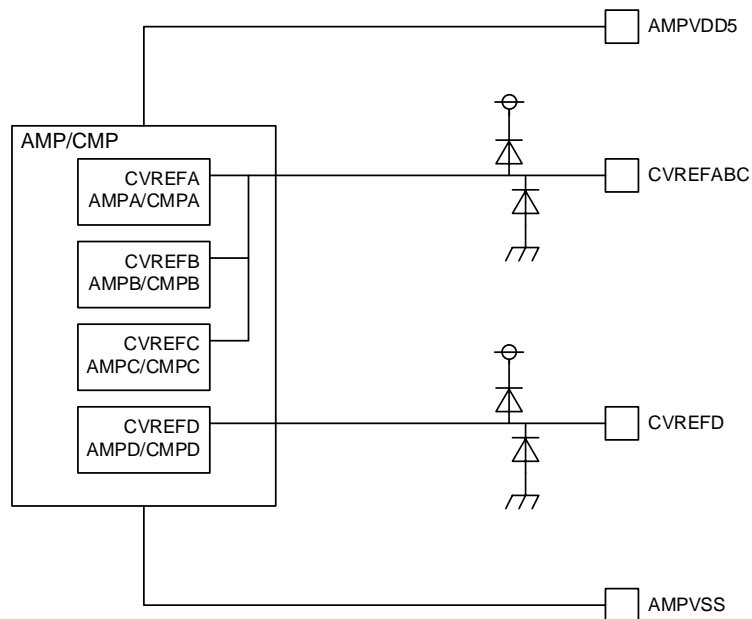 AMPVDD5
AMP/CMP
CVREFA
AMPA/CMPA
CVREFABC
CVREFB
AMPB/CMPB
CVREFC
AMPC/CMPC
CVREFD
AMPD/CMPD
CVREFD
AMPVSS